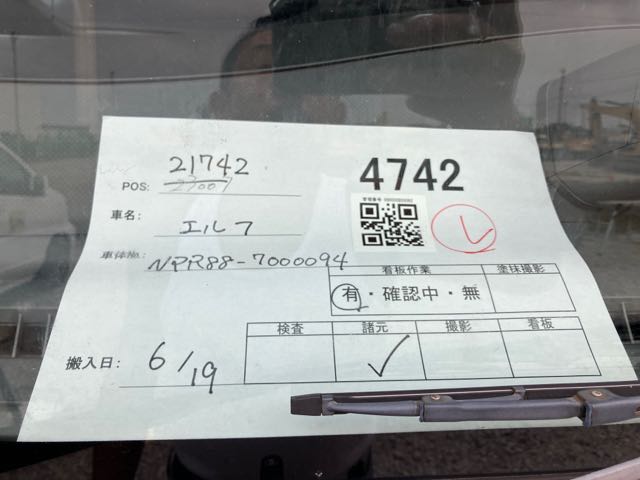 21742
POS: 27007
4742
車名: エルフ
車体施: NPR88-7000094
看板作業 塗抹撮影
有・確認中・無
検査 諸元 撮影 看板
搬入日: 6/19